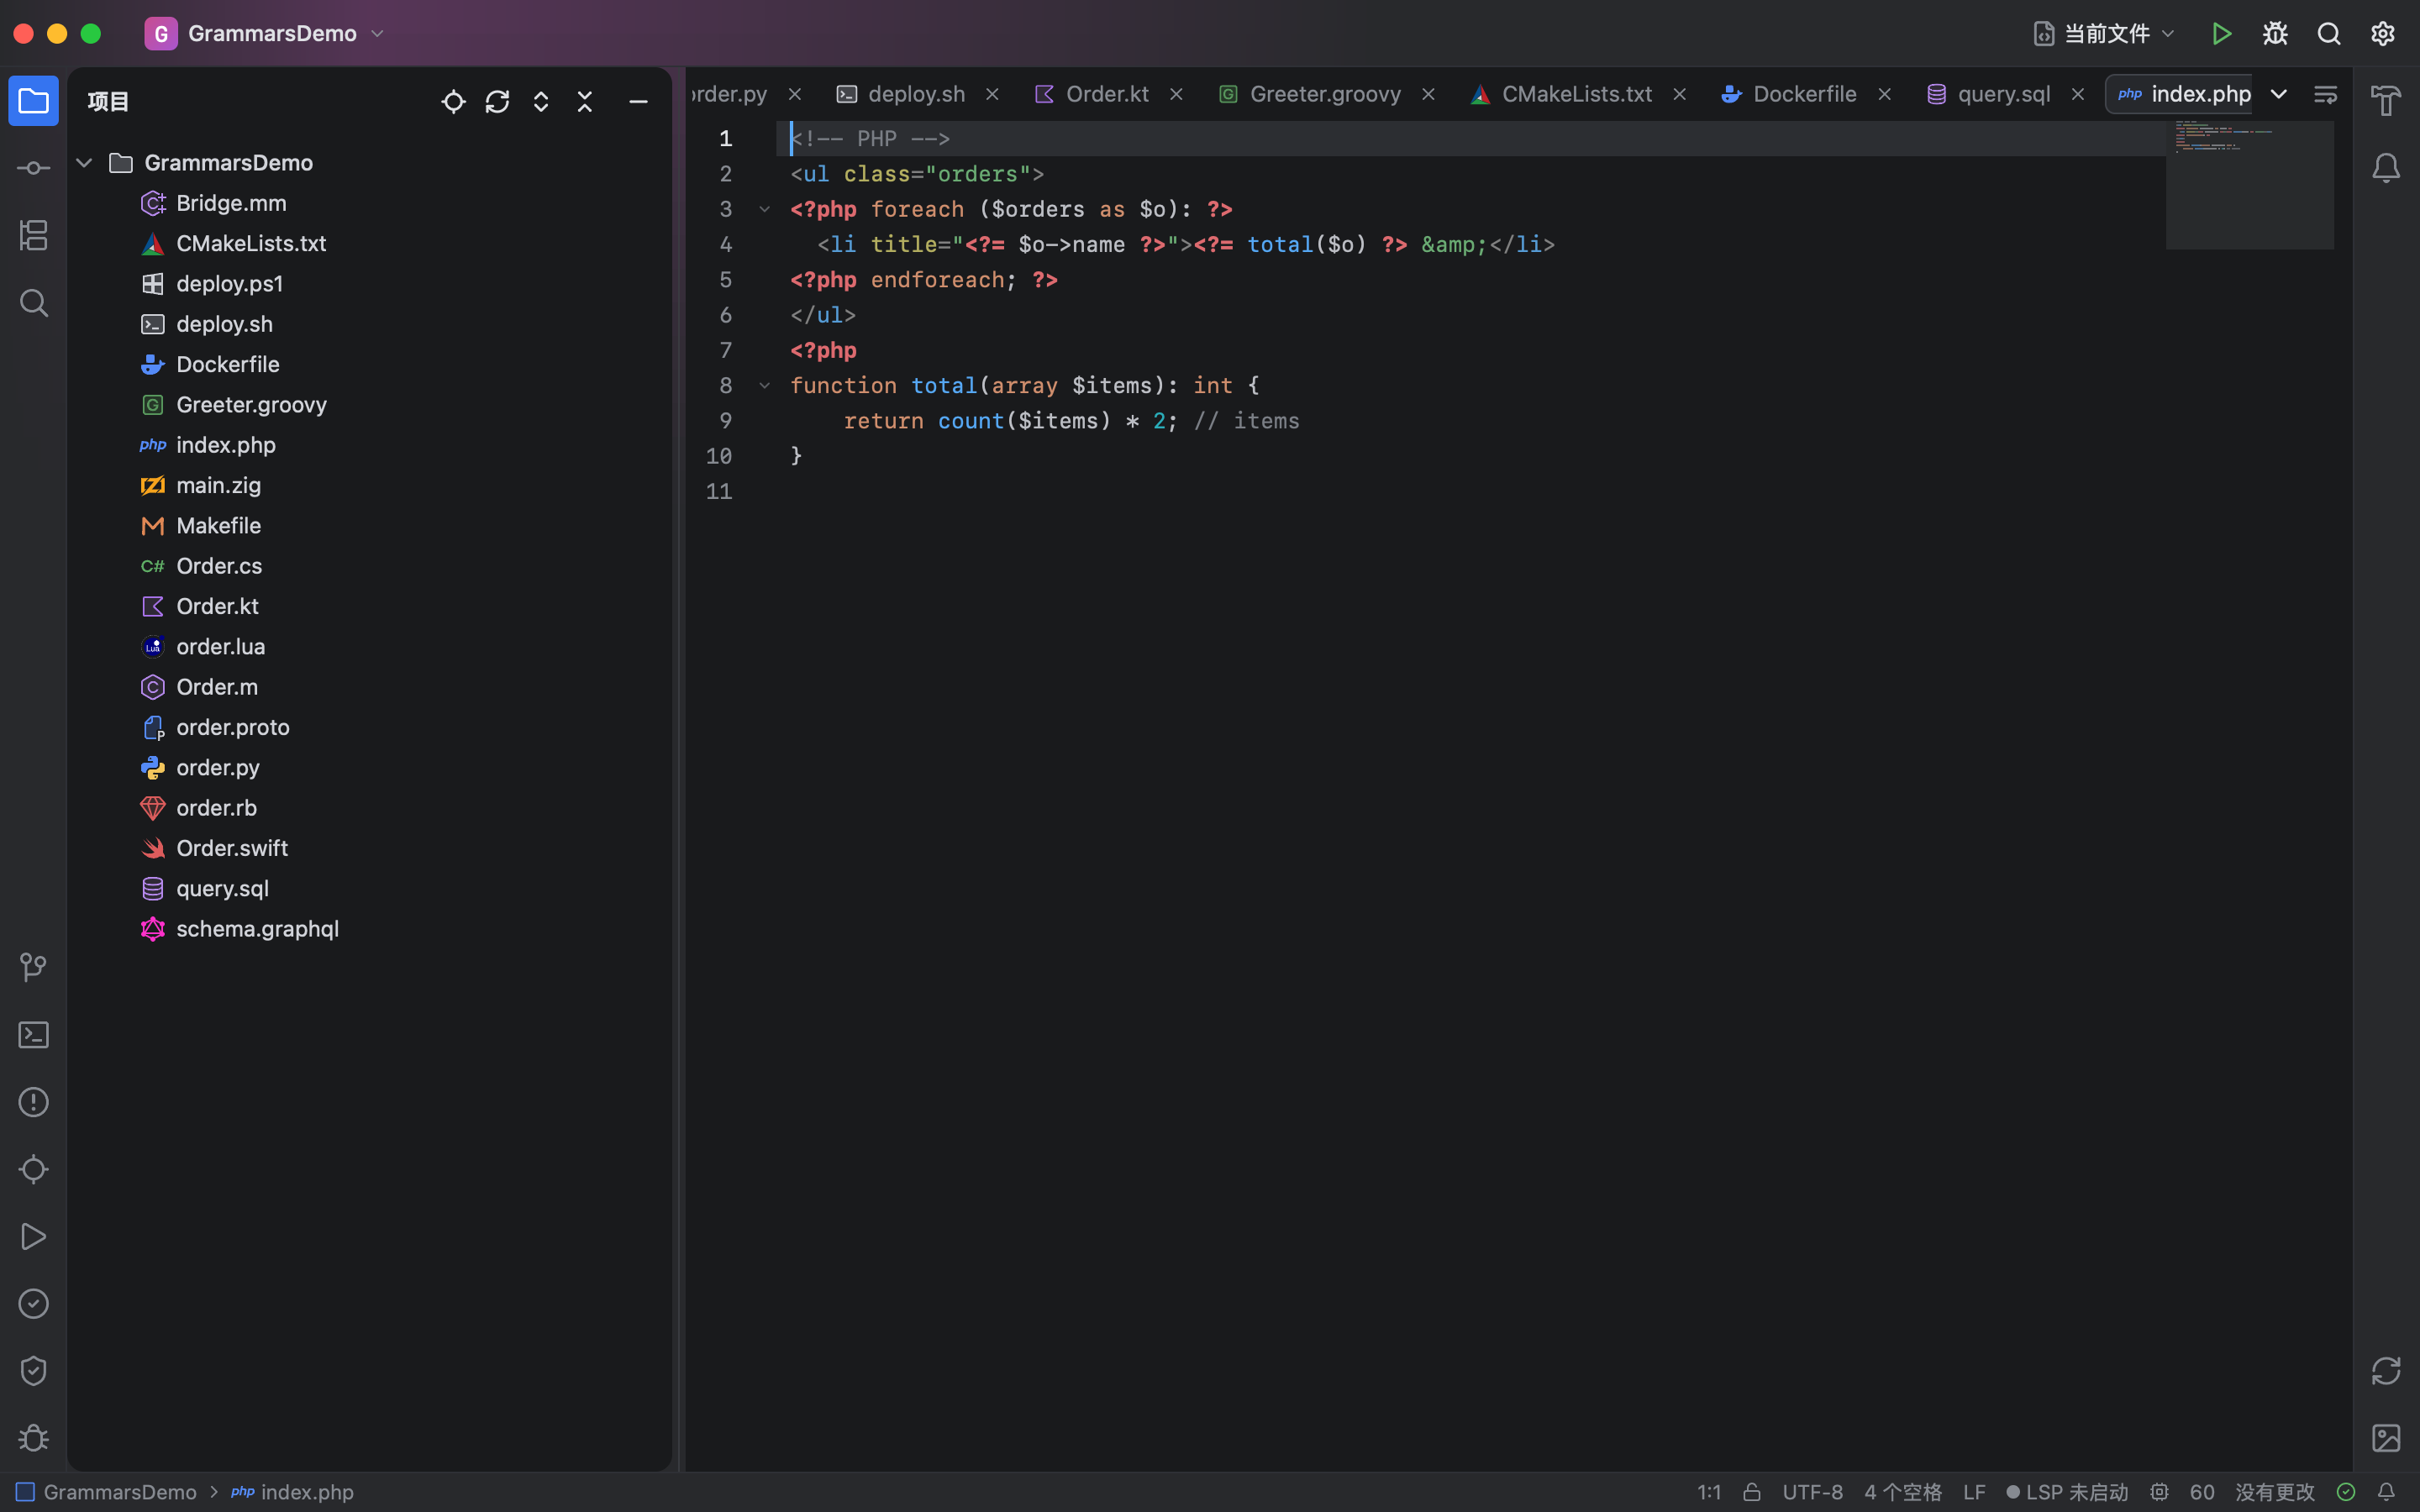 G GrammarsDemo
当前文件
项目
order.py
deploy.sh
Order.kt
Greeter.groovy
CMakeLists.txt
Dockerfile
query.sql
php index.php
GrammarsDemo
Bridge.mm
CMakeLists.txt
deploy.ps1
deploy.sh
Dockerfile
G Greeter.groovy
php index.php
main.zig
Makefile
C# Order.cs
Order.kt
Lua order.lua
C Order.m
order.proto
order.py
order.rb
Order.swift
query.sql
schema.graphql
1 <!-- PHP -->
2 <ul class="orders">
3 <?php foreach ($orders as $o): ?>
4   <li title="<?= $o->name ?>"><?= total($o) ?> &amp;</li>
5 <?php endforeach; ?>
6 </ul>
7 <?php
8 function total(array $items): int {
9     return count($items) * 2; // items
10 }
11
GrammarsDemo > php index.php
1:1 UTF-8 4 个空格 LF LSP 未启动 60 没有更改